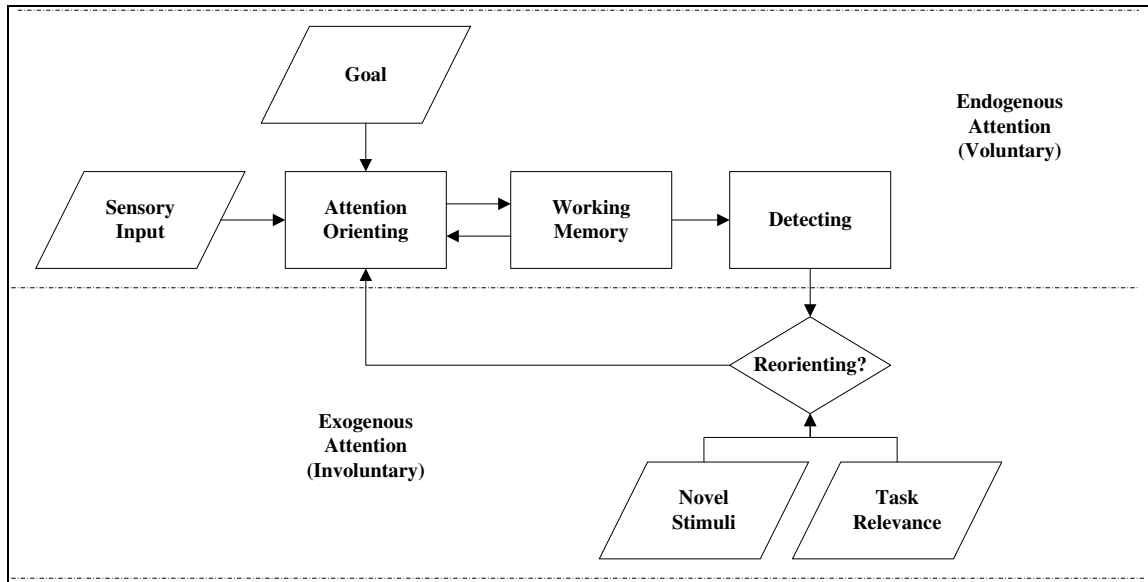 Goal
Endogenous
Attention
(Voluntary)
Sensory
Input
Attention
Orienting
Working
Memory
Detecting
Reorienting?
Exogenous
Attention
(Involuntary)
Novel
Stimuli
Task
Relevance